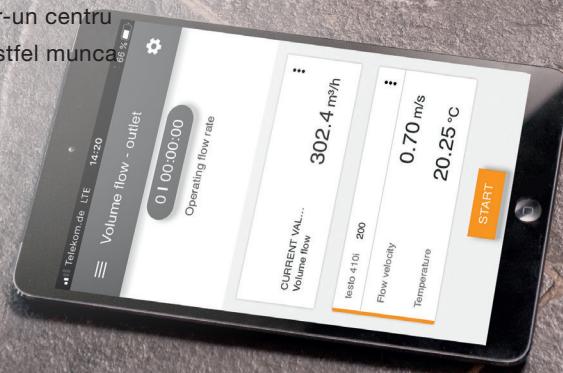 r-un centru
stfel munca
Telekom.de LTE 14:20 66 %
Volume flow - outlet
0 | 00:00:00
Operating flow rate
CURRENT VAL...
Volume flow
302.4 m³/h
testo 410i 200
Flow velocity
0.70 m/s
Temperature
20.25 °C
START